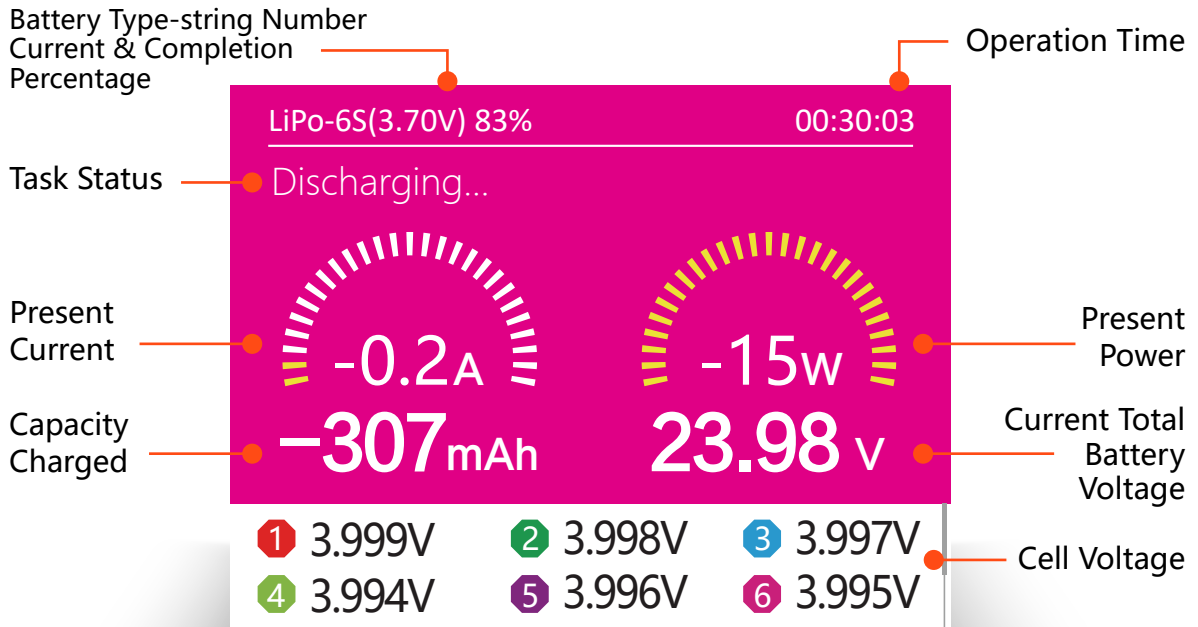 Battery Type-string Number
Current & Completion
Percentage
Operation Time
LiPo-6S(3.70V) 83%
00:30:03
Task Status
Discharging...
Present
Current
-0.2A
-15W
Present
Power
Capacity
Charged
-307mAh
23.98 V
Current Total
Battery
Voltage
1 3.999V
2 3.998V
3 3.997V
Cell Voltage
4 3.994V
5 3.996V
6 3.995V